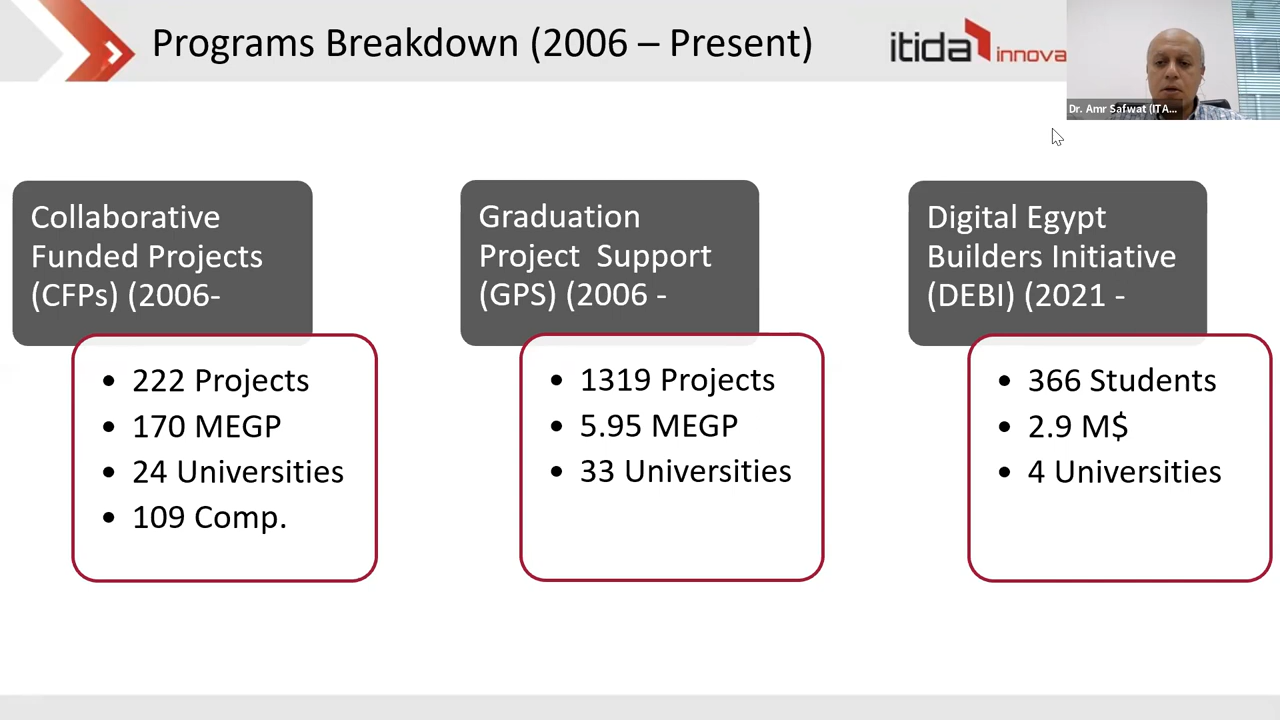 Programs Breakdown (2006 – Present)
itida innova
Dr. Amr Safwat (ITA...
Collaborative
Funded Projects
(CFPs) (2006-
• 222 Projects
• 170 MEGP
• 24 Universities
• 109 Comp.
Graduation
Project Support
(GPS) (2006 -
• 1319 Projects
• 5.95 MEGP
• 33 Universities
Digital Egypt
Builders Initiative
(DEBI) (2021 -
• 366 Students
• 2.9 M$
• 4 Universities